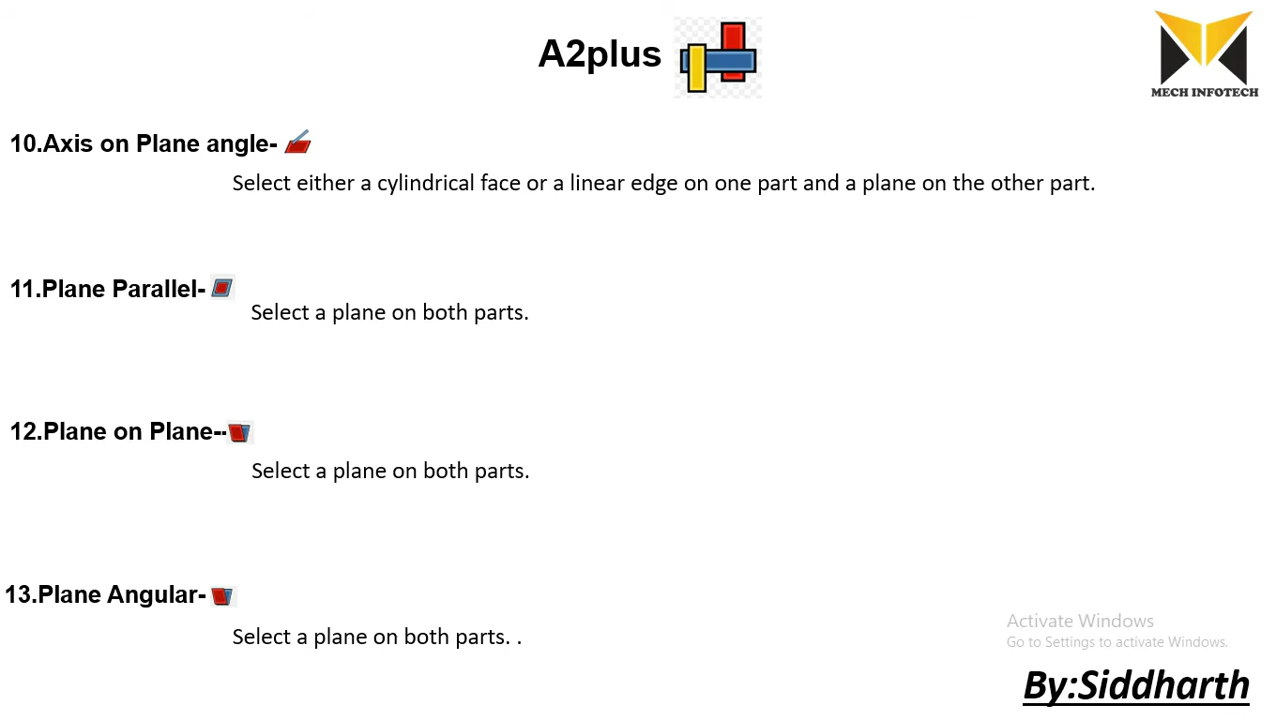 A2plus
MECH INFOTECH
10.Axis on Plane angle-
Select either a cylindrical face or a linear edge on one part and a plane on the other part.
11.Plane Parallel-
Select a plane on both parts.
12.Plane on Plane--
Select a plane on both parts.
13.Plane Angular-
Select a plane on both parts. .
Activate Windows
Go to Settings to activate Windows.
By:Siddharth